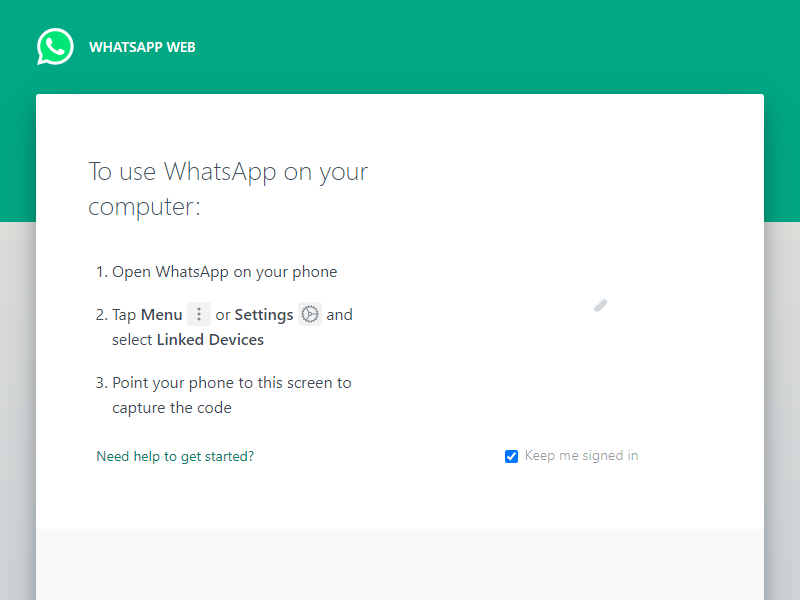 WHATSAPP WEB
To use WhatsApp on your
computer:
1. Open WhatsApp on your phone
2. Tap Menu or Settings and
select Linked Devices
3. Point your phone to this screen to
capture the code
Need help to get started?
Keep me signed in